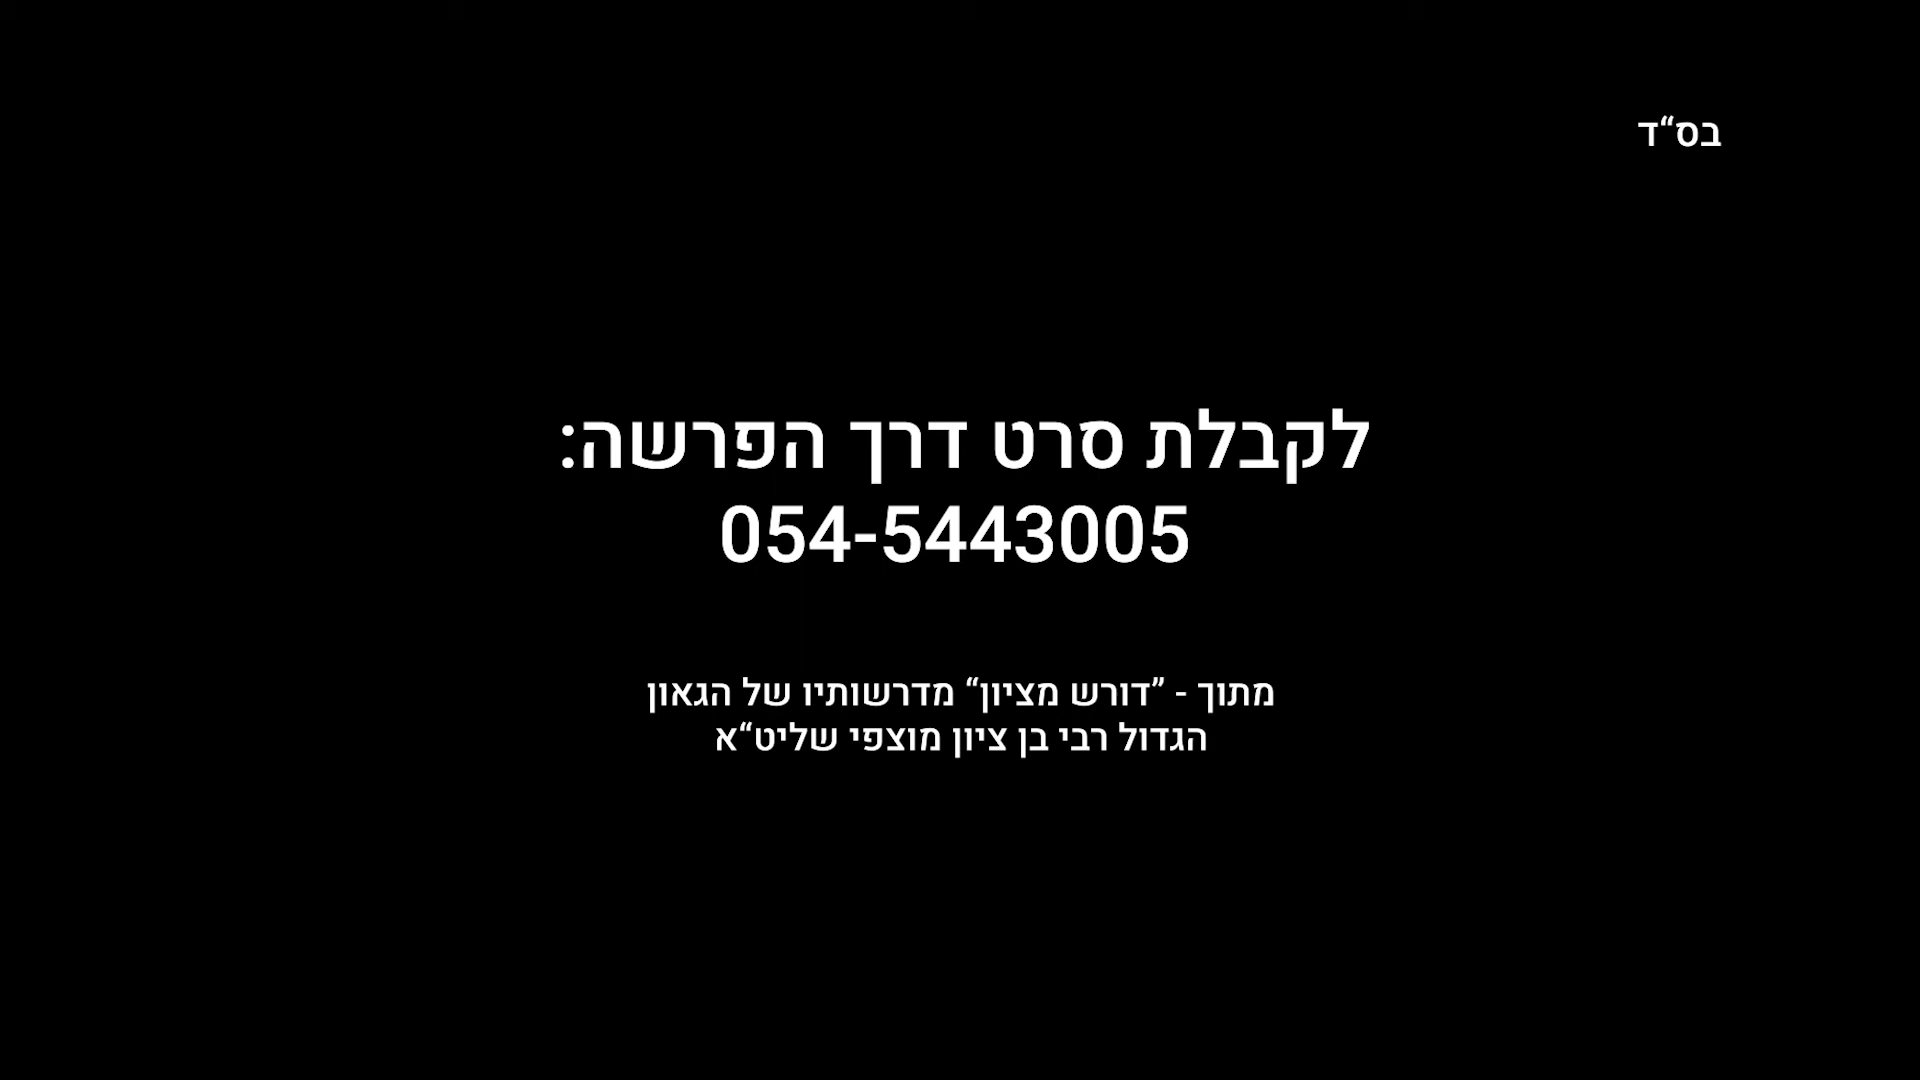 בס“ד
לקבלת סרט דרך הפרשה:
054-5443005
מתוך - ”דורש מציון“ מדרשותיו של הגאון
הגדול רבי בן ציון מוצפי שליט“א